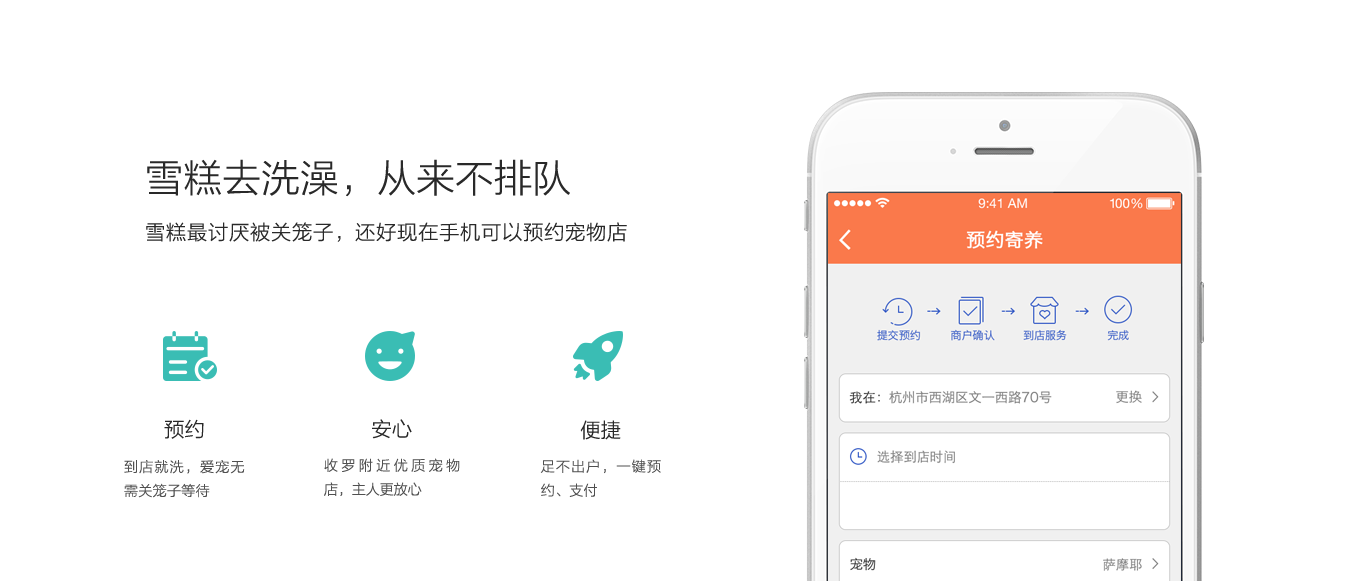 雪糕去洗澡，从来不排队
雪糕最讨厌被关笼子，还好现在手机可以预约宠物店
预约
到店就洗，爱宠无
需关笼子等待
安心
收罗附近优质宠物
店，主人更放心
便捷
足不出户，一键预
约、支付
9:41 AM
100%
预约寄养
提交预约
商户确认
到店服务
完成
我在：杭州市西湖区文一西路70号
更换
选择到店时间
宠物
萨摩耶